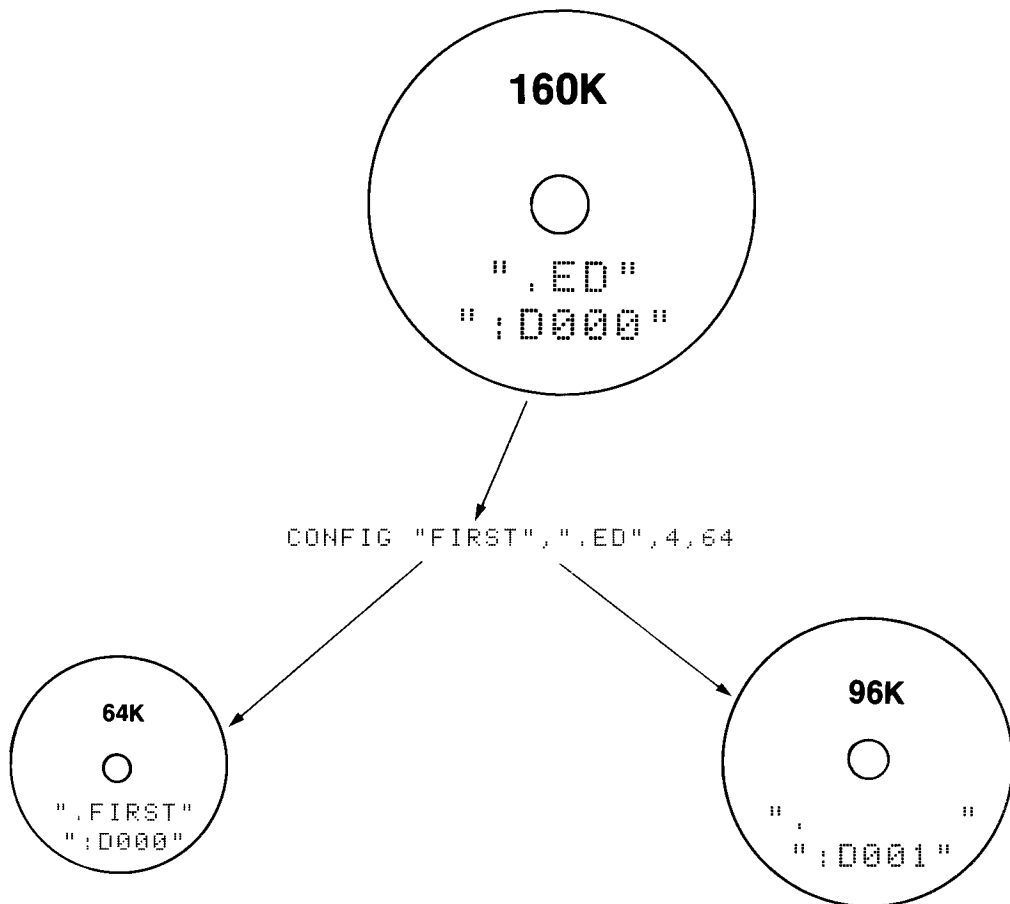 160K
".ED"
":D000"
CONFIG "FIRST",".ED",4,64
64K
".FIRST"
":D000"
96K
".        "
":D001"